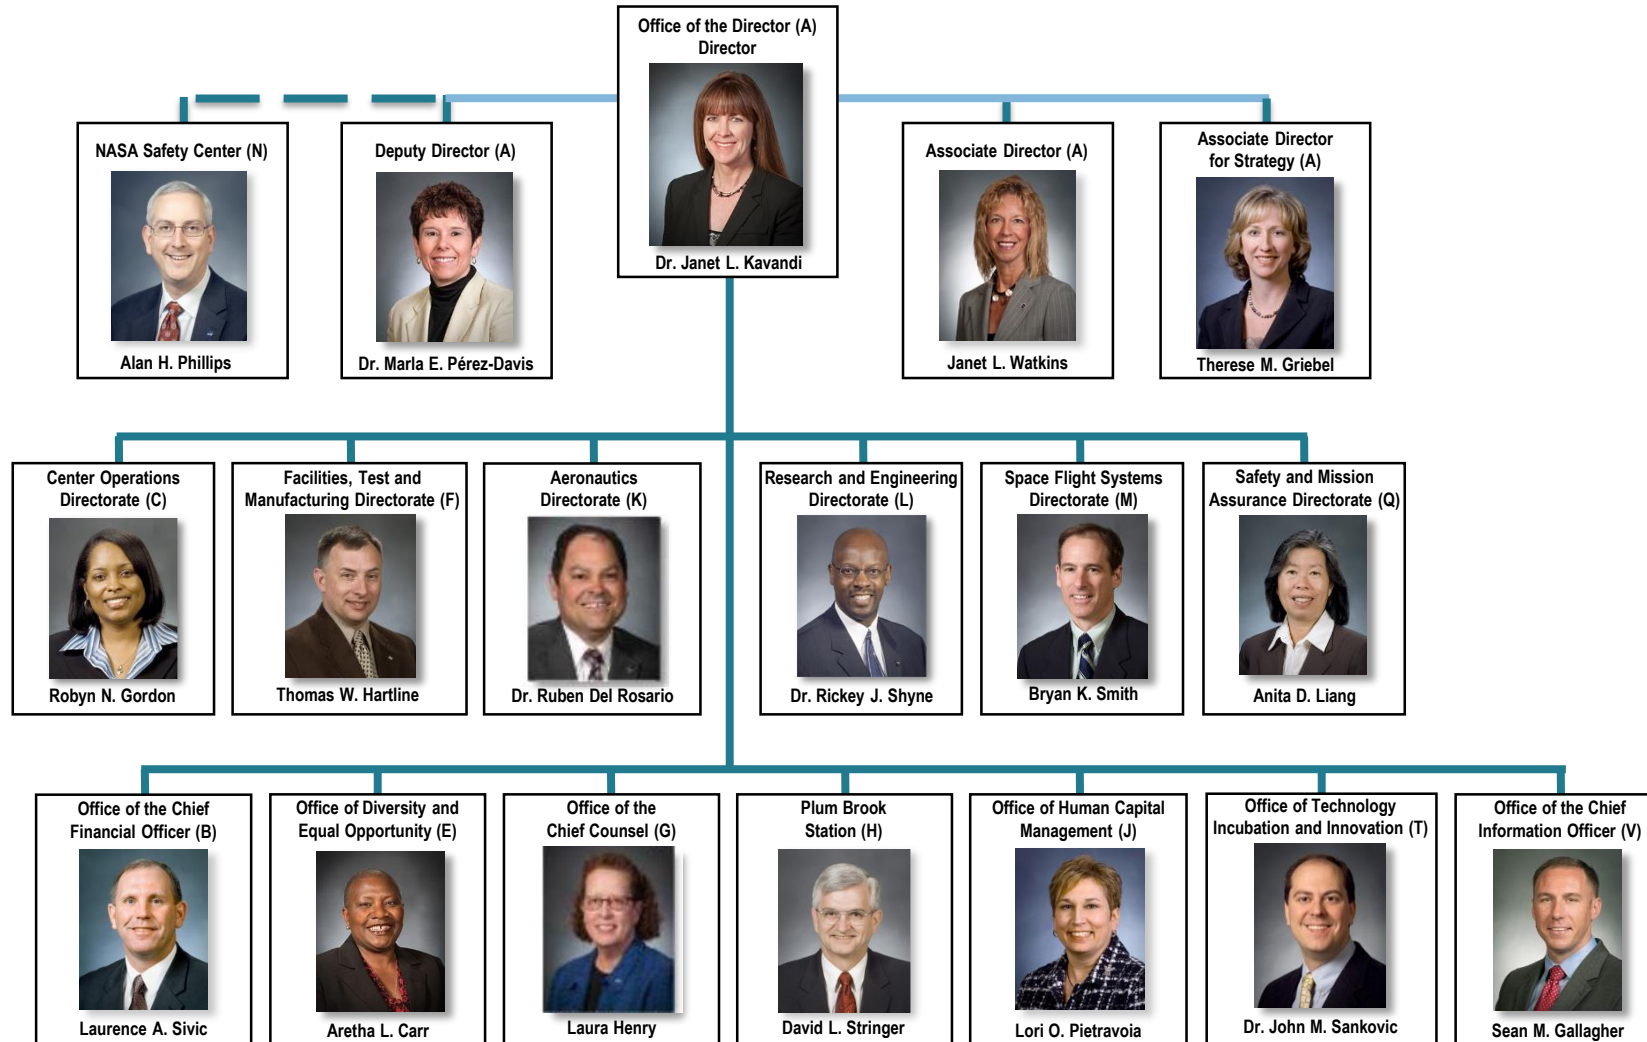 Office of the Director (A)
Director
Dr. Janet L. Kavandi
NASA Safety Center (N)
Alan H. Phillips
Deputy Director (A)
Dr. Marla E. Pérez-Davis
Associate Director (A)
Janet L. Watkins
Associate Director
for Strategy (A)
Therese M. Griebel
Center Operations
Directorate (C)
Robyn N. Gordon
Facilities, Test and
Manufacturing Directorate (F)
Thomas W. Hartline
Aeronautics
Directorate (K)
Dr. Ruben Del Rosario
Research and Engineering
Directorate (L)
Dr. Rickey J. Shyne
Space Flight Systems
Directorate (M)
Bryan K. Smith
Safety and Mission
Assurance Directorate (Q)
Anita D. Liang
Office of the Chief
Financial Officer (B)
Laurence A. Sivic
Office of Diversity and
Equal Opportunity (E)
Aretha L. Carr
Office of the
Chief Counsel (G)
Laura Henry
Plum Brook
Station (H)
David L. Stringer
Office of Human Capital
Management (J)
Lori O. Pietravoia
Office of Technology
Incubation and Innovation (T)
Dr. John M. Sankovic
Office of the Chief
Information Officer (V)
Sean M. Gallagher